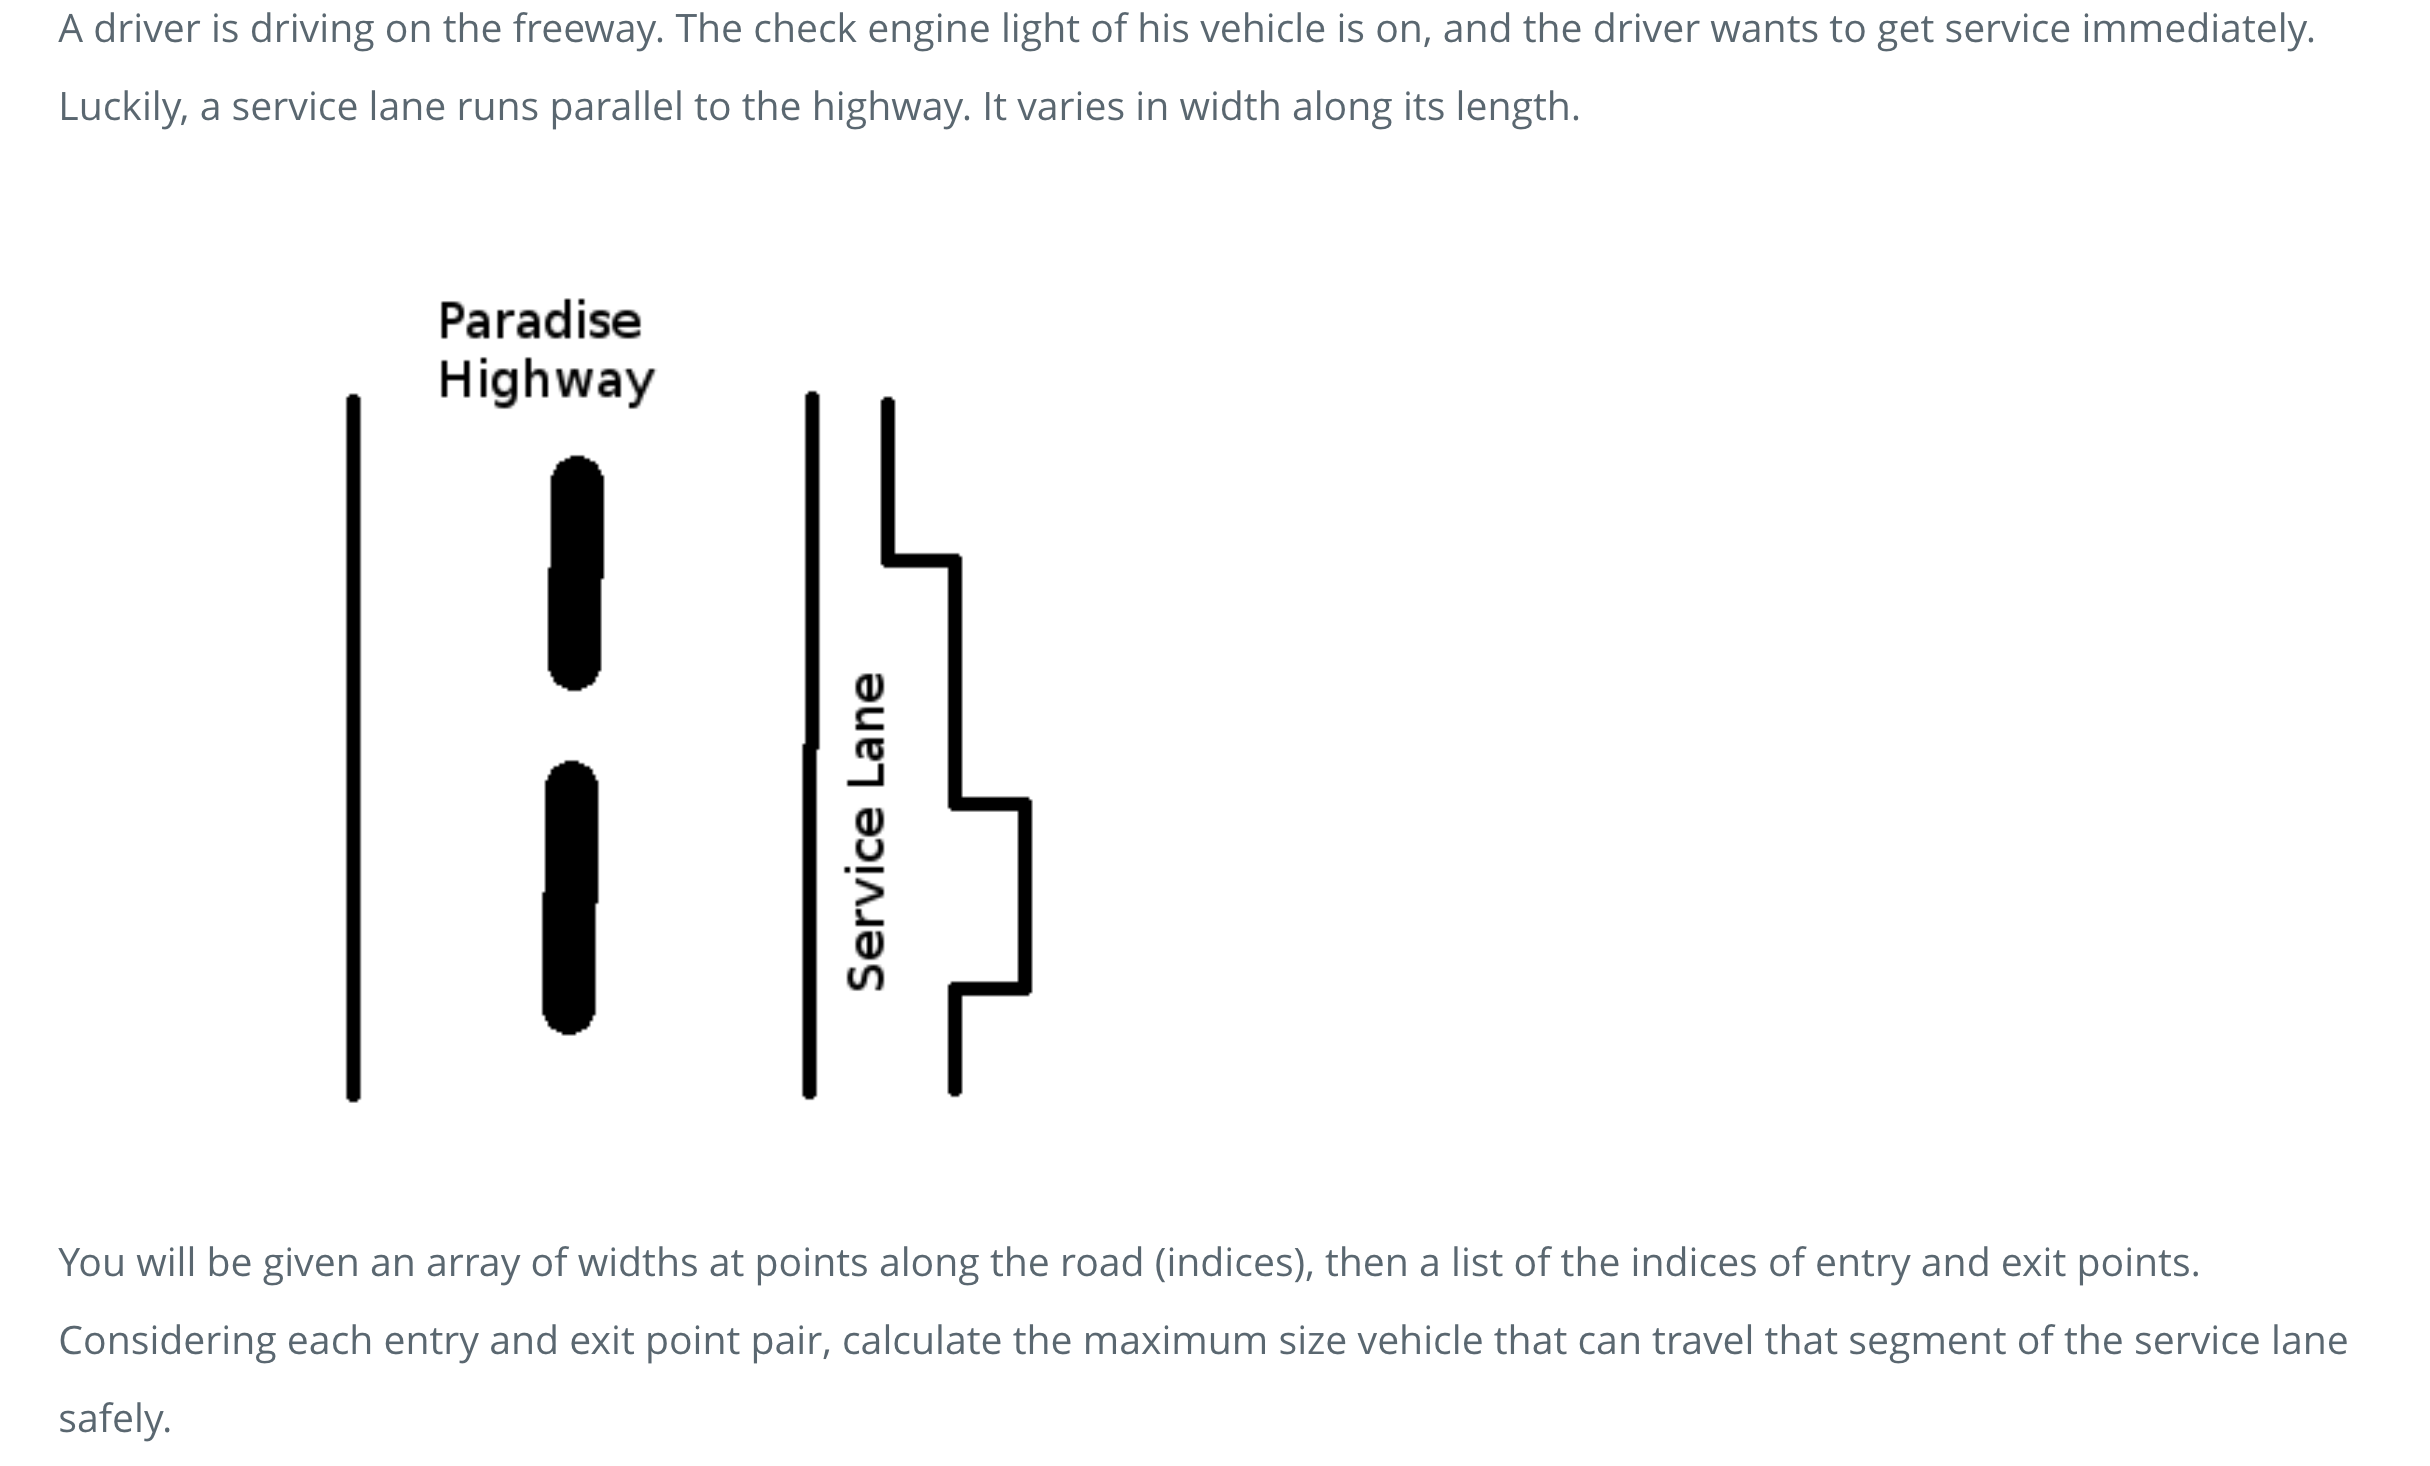 A driver is driving on the freeway. The check engine light of his vehicle is on, and the driver wants to get service immediately.
Luckily, a service lane runs parallel to the highway. It varies in width along its length.
Paradise
Highway
Service Lane
You will be given an array of widths at points along the road (indices), then a list of the indices of entry and exit points.
Considering each entry and exit point pair, calculate the maximum size vehicle that can travel that segment of the service lane
safely.